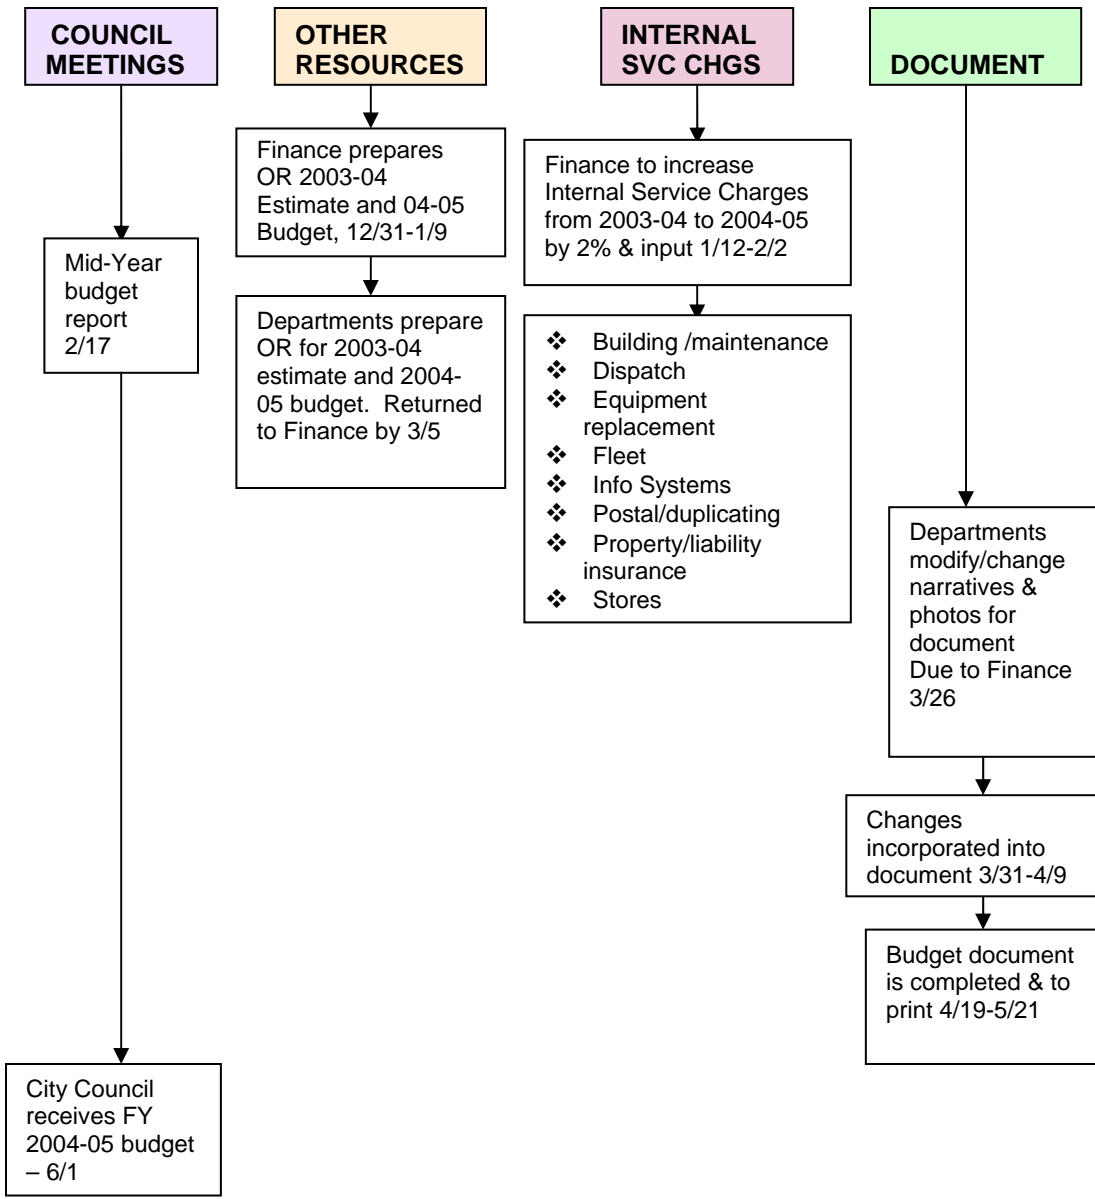 COUNCIL
MEETINGS
OTHER
RESOURCES
INTERNAL
SVC CHGS
DOCUMENT
Mid-Year
budget
report
2/17
City Council
receives FY
2004-05 budget
– 6/1
Finance prepares
OR 2003-04
Estimate and 04-05
Budget, 12/31-1/9
Departments prepare
OR for 2003-04
estimate and 2004-
05 budget.  Returned
to Finance by 3/5
Finance to increase
Internal Service Charges
from 2003-04 to 2004-05
by 2% & input 1/12-2/2
❖ Building /maintenance
❖ Dispatch
❖ Equipment
replacement
❖ Fleet
❖ Info Systems
❖ Postal/duplicating
❖ Property/liability
insurance
❖ Stores
Departments
modify/change
narratives &
photos for
document
Due to Finance
3/26
Changes
incorporated into
document 3/31-4/9
Budget document
is completed & to
print 4/19-5/21